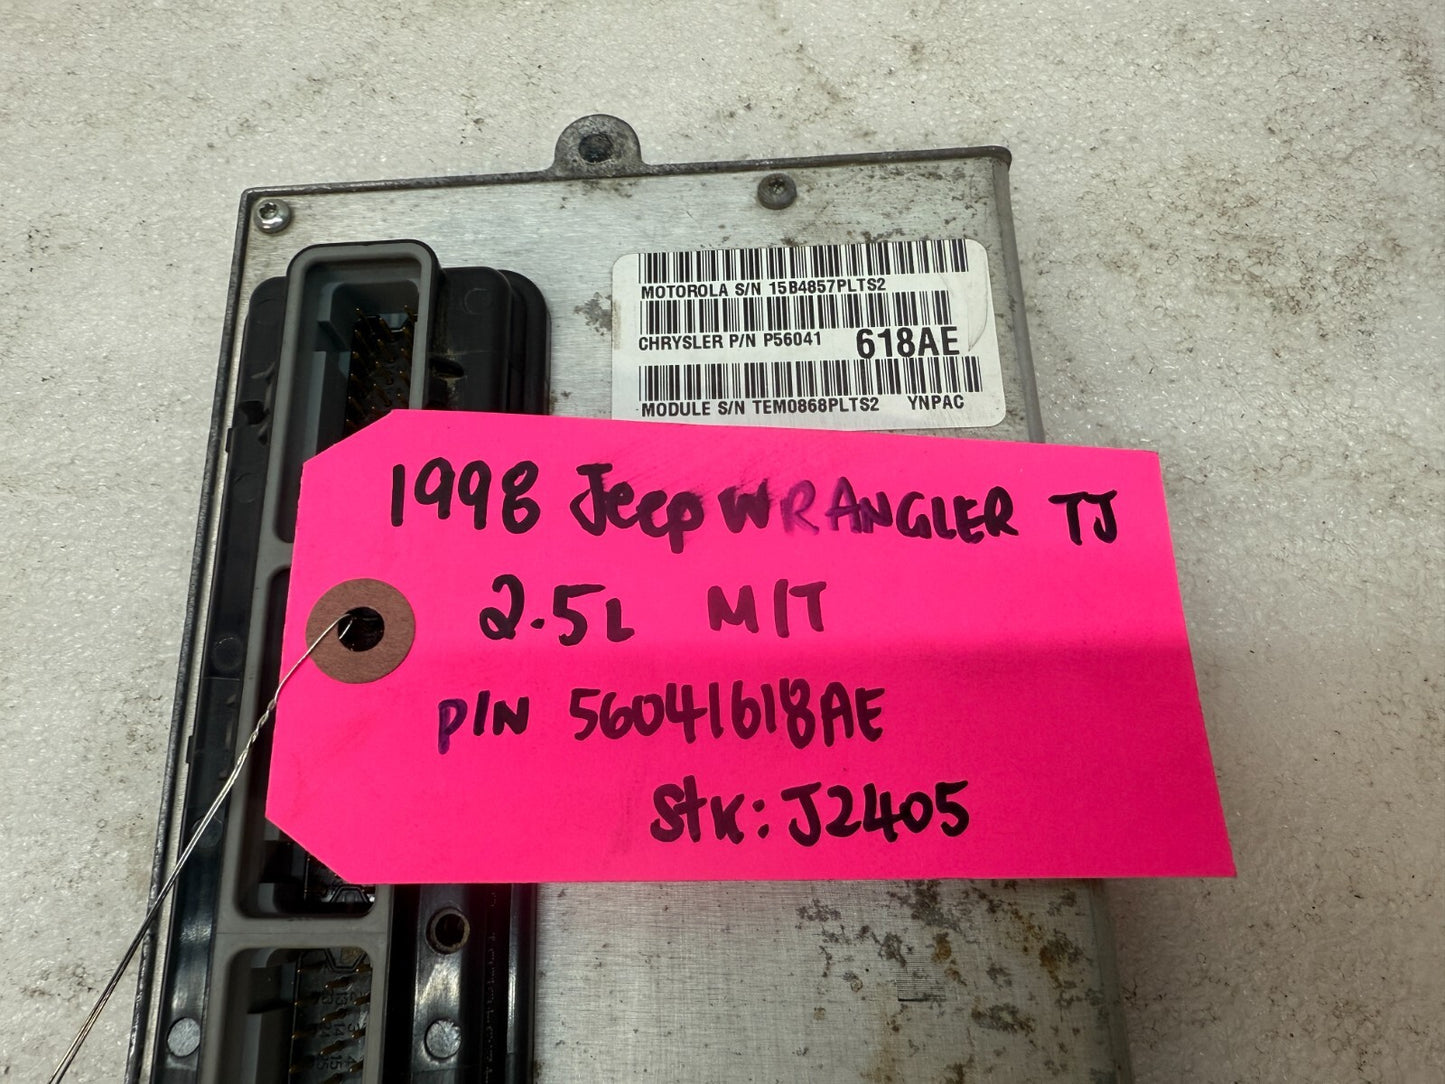 MOTOROLA S/N 15B4857PLTS2
CHRYSLER P/N P56041 618AE
MODULE S/N TEM0868PLTS2 YNPAC
1998 Jeep WRANGLER TJ
2.5L M/T
P/N 56041618AE
Stk: J2405